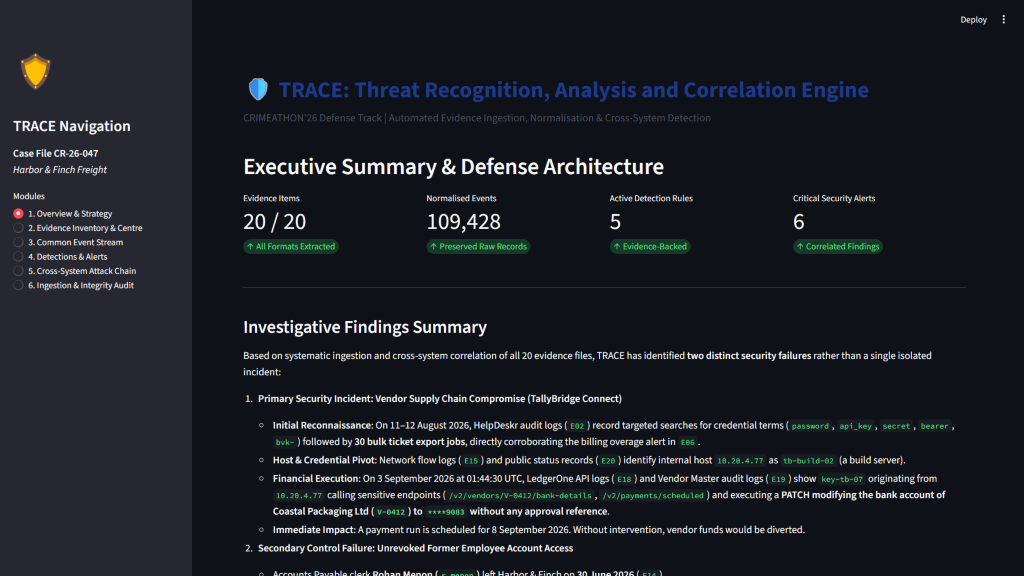 Deploy
TRACE Navigation
Case File CR-26-047
Harbor & Finch Freight
Modules
1. Overview & Strategy
2. Evidence Inventory & Centre
3. Common Event Stream
4. Detections & Alerts
5. Cross-System Attack Chain
6. Ingestion & Integrity Audit
TRACE: Threat Recognition, Analysis and Correlation Engine
CRIMEATHON'26 Defense Track | Automated Evidence Ingestion, Normalisation & Cross-System Detection
Executive Summary & Defense Architecture
Evidence Items
20 / 20
↑ All Formats Extracted
Normalised Events
109,428
↑ Preserved Raw Records
Active Detection Rules
5
↑ Evidence-Backed
Critical Security Alerts
6
↑ Correlated Findings
Investigative Findings Summary
Based on systematic ingestion and cross-system correlation of all 20 evidence files, TRACE has identified two distinct security failures rather than a single isolated
incident:
1. Primary Security Incident: Vendor Supply Chain Compromise (TallyBridge Connect)
Initial Reconnaissance: On 11–12 August 2026, HelpDeskr audit logs ( E02 ) record targeted searches for credential terms ( password , api_key , secret , bearer ,
bvk- ) followed by 30 bulk ticket export jobs, directly corroborating the billing overage alert in E06 .
Host & Credential Pivot: Network flow logs ( E15 ) and public status records ( E20 ) identify internal host 10.20.4.77 as tb-build-02 (a build server).
Financial Execution: On 3 September 2026 at 01:44:30 UTC, LedgerOne API logs ( E18 ) and Vendor Master audit logs ( E19 ) show key-tb-07 originating from
10.20.4.77 calling sensitive endpoints ( /v2/vendors/V-0412/bank-details , /v2/payments/scheduled ) and executing a PATCH modifying the bank account of
Coastal Packaging Ltd ( V-0412 ) to ****9083 without any approval reference.
Immediate Impact: A payment run is scheduled for 8 September 2026. Without intervention, vendor funds would be diverted.
2. Secondary Control Failure: Unrevoked Former Employee Account Access
Accounts Payable clerk Rohan Menon ( r.menon ) left Harbor & Finch on 30 June 2026 ( E14 ).